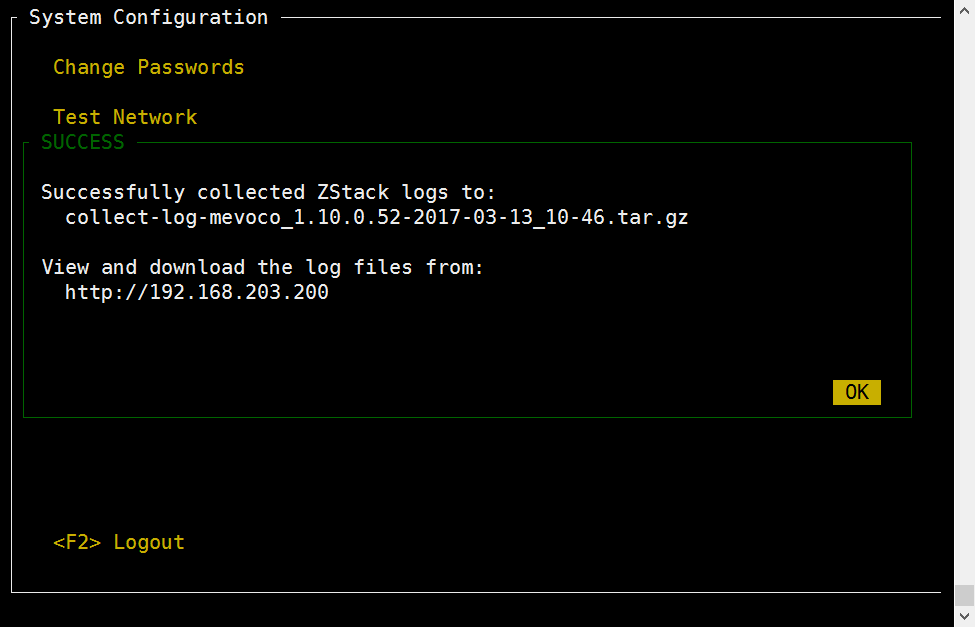 System Configuration
Change Passwords
Test Network
SUCCESS
Successfully collected ZStack logs to:
collect-log-mevoco_1.10.0.52-2017-03-13_10-46.tar.gz
View and download the log files from:
http://192.168.203.200
OK
<F2> Logout